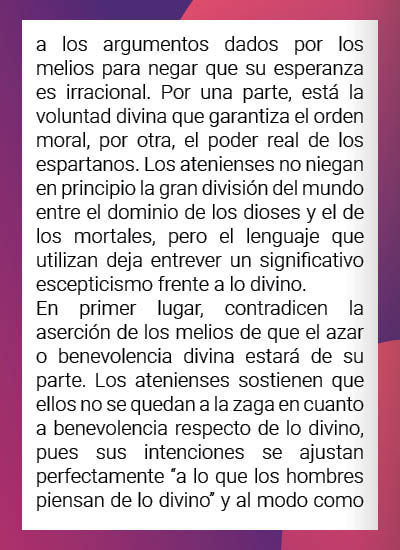 a los argumentos dados por los
melios para negar que su esperanza
es irracional. Por una parte, está la
voluntad divina que garantiza el orden
moral, por otra, el poder real de los
espartanos. Los atenienses no niegan
en principio la gran división del mundo
entre el dominio de los dioses y el de
los mortales, pero el lenguaje que
utilizan deja entrever un significativo
escepticismo frente a lo divino.
En primer lugar, contradicen la
aserción de los melios de que el azar
o benevolencia divina estará de su
parte. Los atenienses sostienen que
ellos no se quedan a la zaga en cuanto
a benevolencia respecto de lo divino,
pues sus intenciones se ajustan
perfectamente “a lo que los hombres
piensan de lo divino” y al modo como